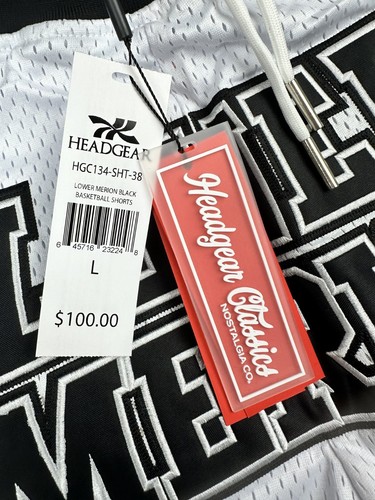 HEADGEAR
HGC134-SHT-38
LOWER MERION BLACK
BASKETBALL SHORTS
6 45716 23224 8
L
$100.00
Headgear Classics
NOSTALGIA CO.